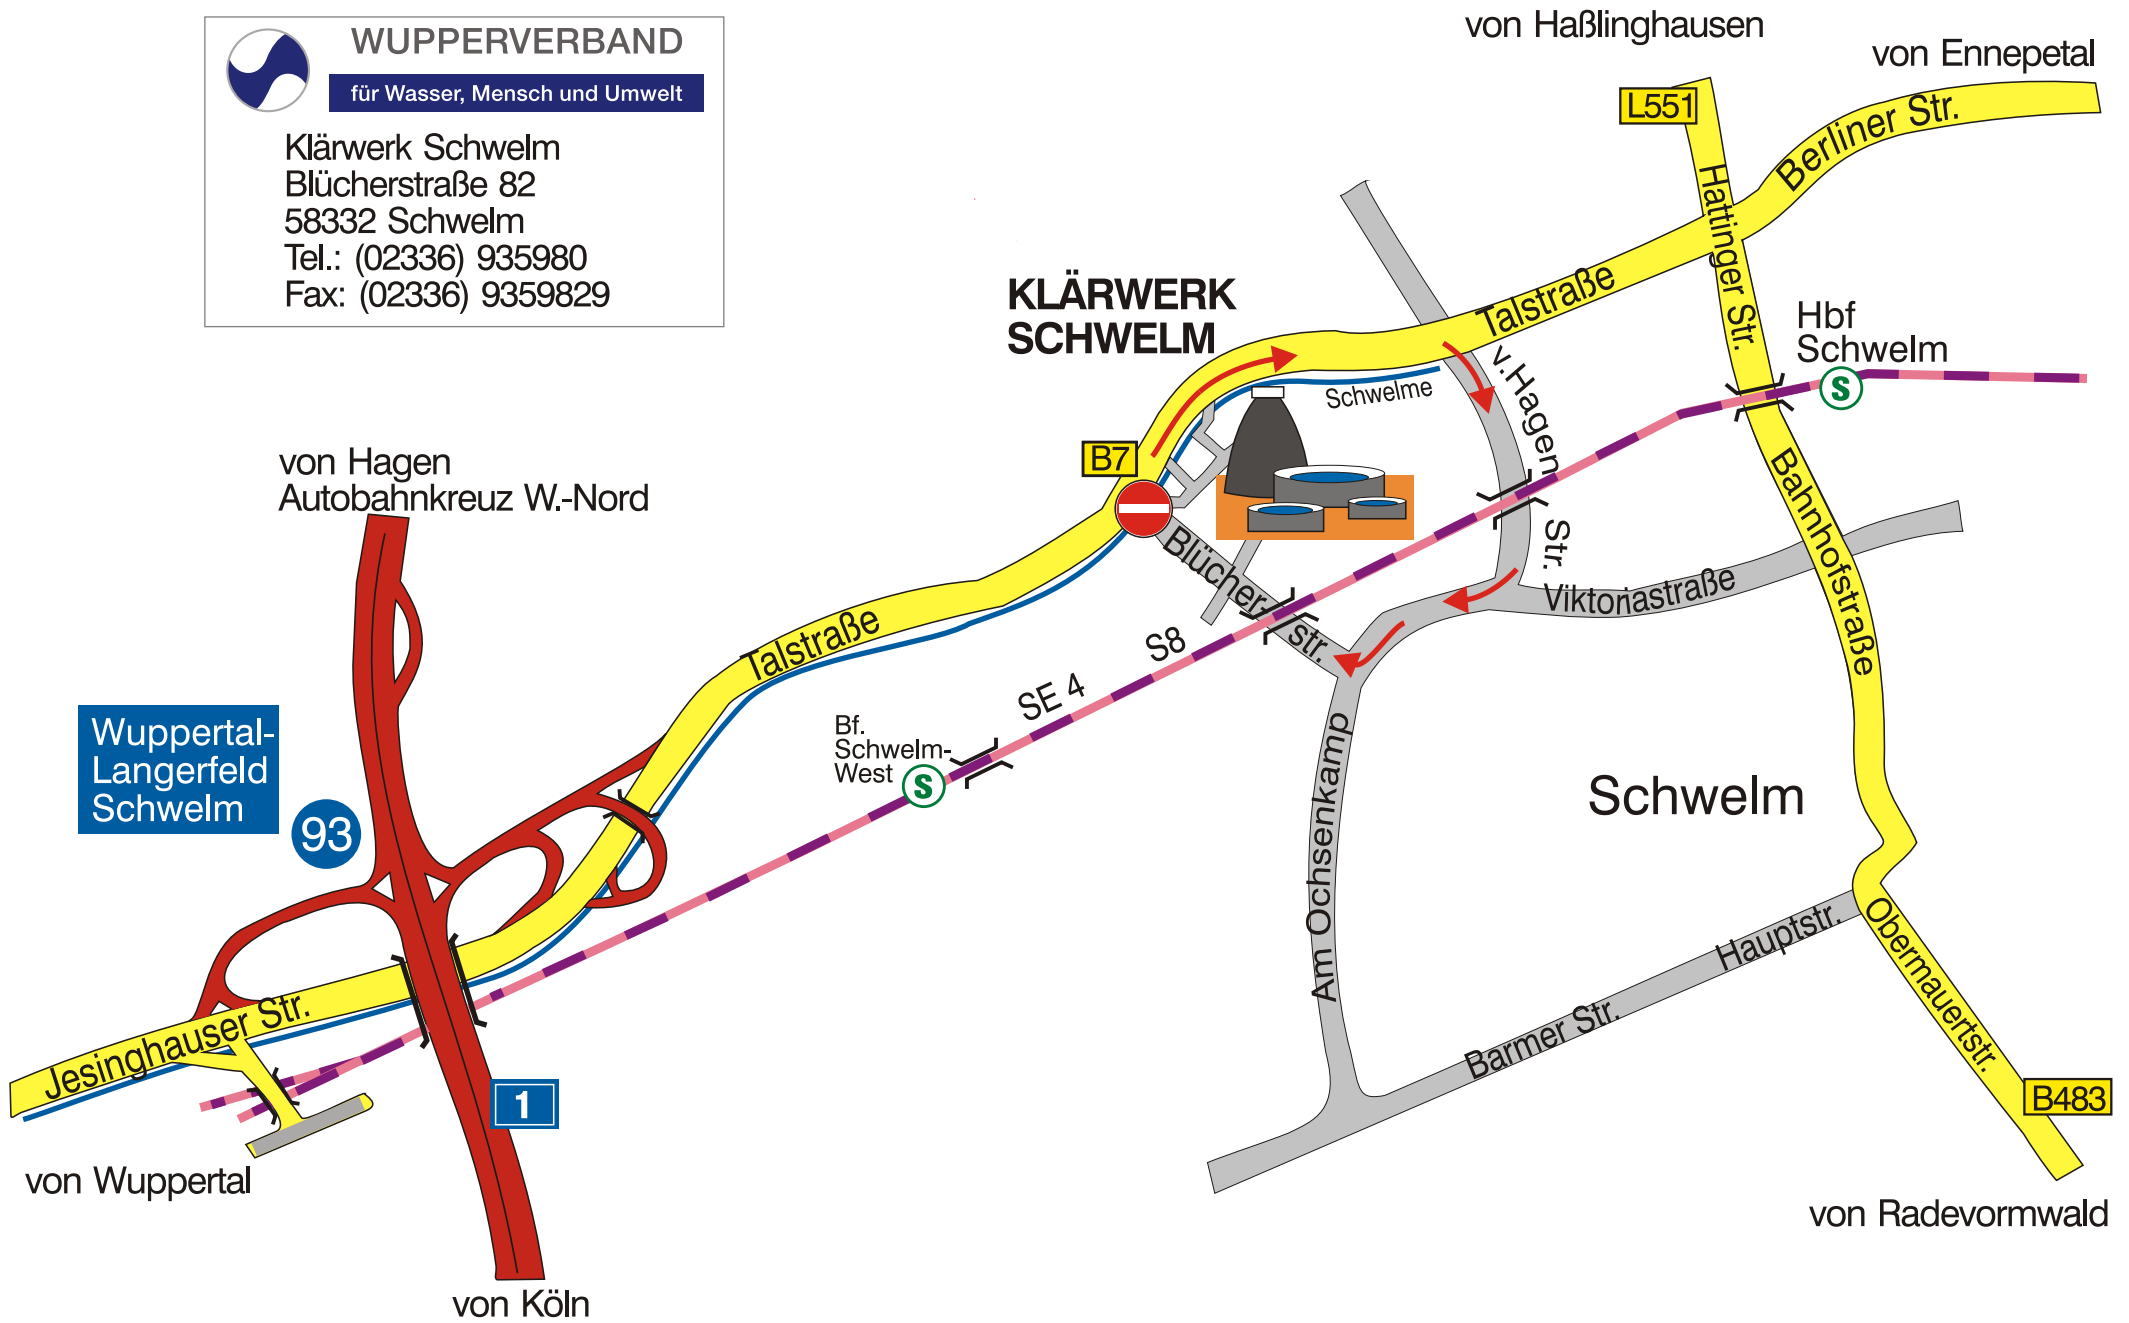 WUPPERVERBAND
für Wasser, Mensch und Umwelt
Klärwerk Schwelm
Blücherstraße 82
58332 Schwelm
Tel.: (02336) 935980
Fax: (02336) 9359829
von Haßlinghausen
von Ennepetal
L551
Berliner Str.
Hattinger Str.
Talstraße
KLÄRWERK
SCHWELM
Hbf
Schwelm
S
v.Hagen
Str.
Schwelme
B7
von Hagen
Autobahnkreuz W.-Nord
Bahnhofstraße
Blücher-
str.
Viktoriastraße
Talstraße
S8
SE 4
Bf.
Schwelm-
West
S
Wuppertal-
Langerfeld
Schwelm
93
Am Ochsenkamp
Schwelm
Hauptstr.
Obermauertstr.
Barmer Str.
Jesinghauser Str.
1
B483
von Wuppertal
von Radevormwald
von Köln